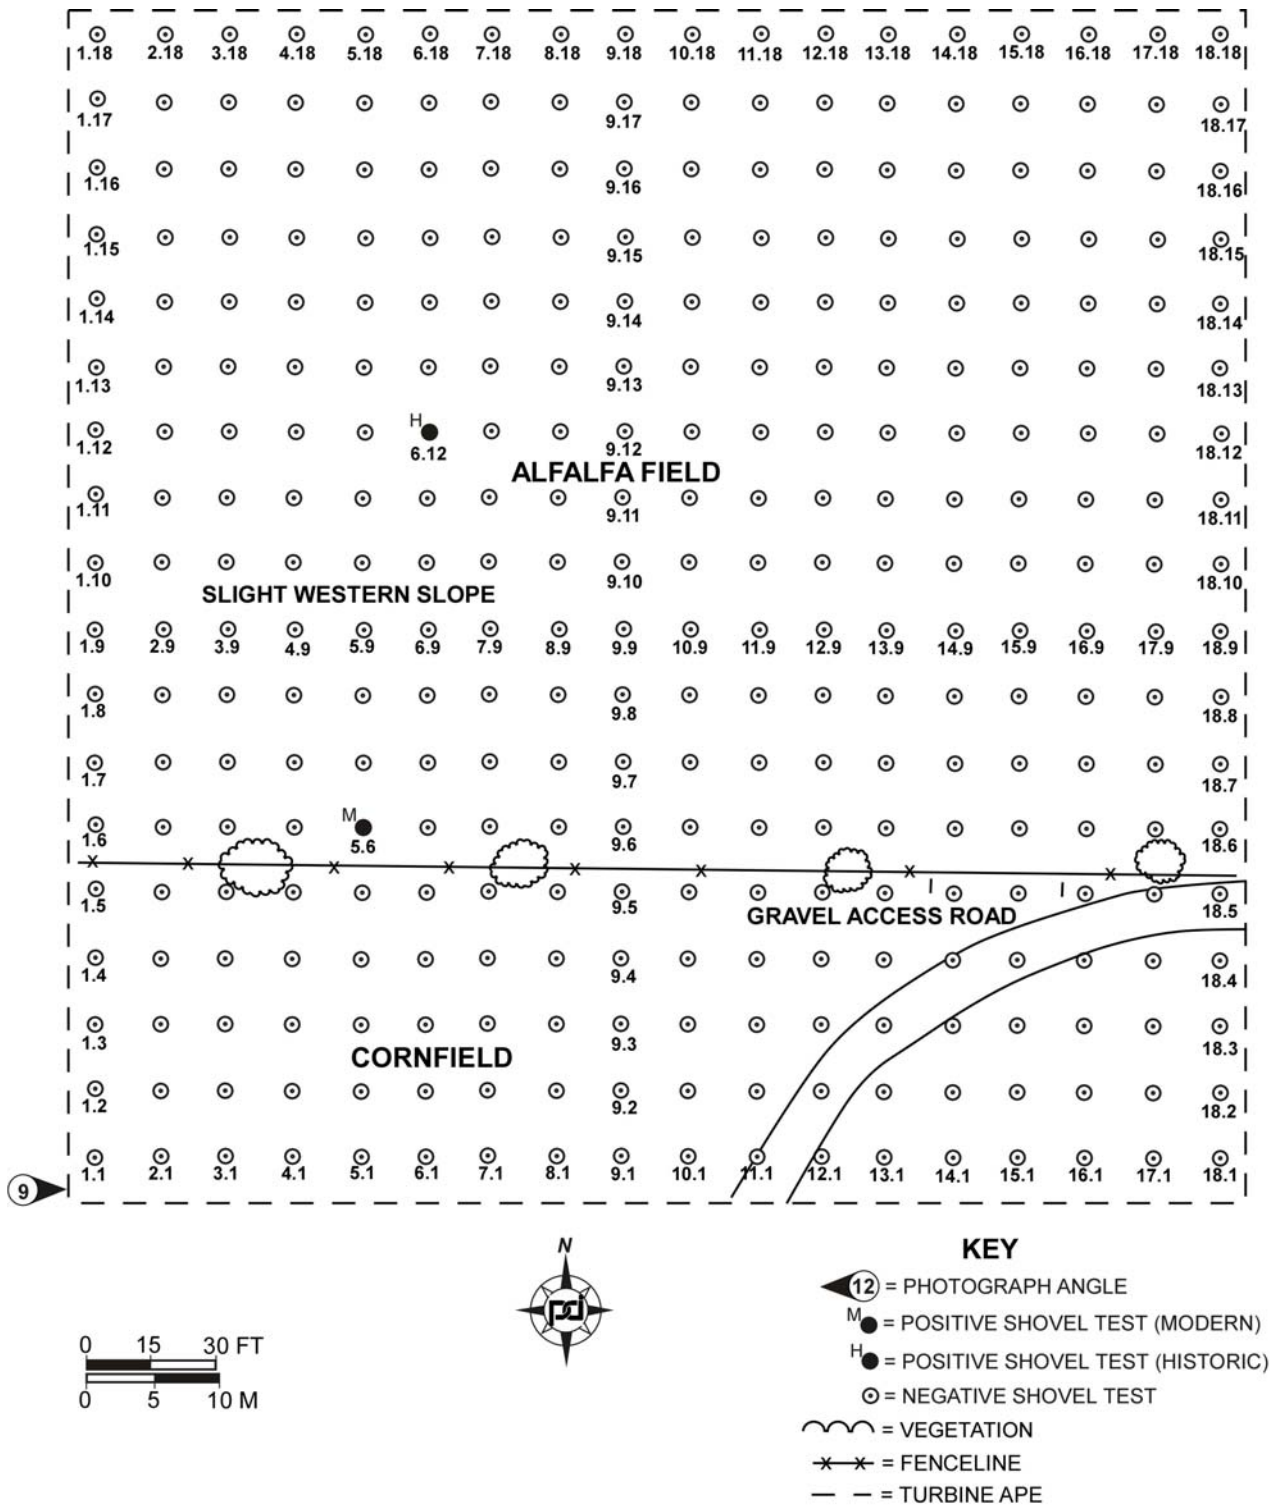 1.18 2.18 3.18 4.18 5.18 6.18 7.18 8.18 9.18 10.18 11.18 12.18 13.18 14.18 15.18 16.18 17.18 18.18
1.17 9.17 18.17
1.16 9.16 18.16
1.15 9.15 18.15
1.14 9.14 18.14
1.13 9.13 18.13
H
1.12 6.12 9.12 18.12
ALFALFA FIELD
1.11 9.11 18.11
1.10 9.10 18.10
SLIGHT WESTERN SLOPE
1.9 2.9 3.9 4.9 5.9 6.9 7.9 8.9 9.9 10.9 11.9 12.9 13.9 14.9 15.9 16.9 17.9 18.9
1.8 9.8 18.8
1.7 9.7 18.7
M
1.6 5.6 9.6 18.6
1.5 9.5 18.5
GRAVEL ACCESS ROAD
1.4 9.4 18.4
1.3 9.3 18.3
CORNFIELD
1.2 9.2 18.2
1.1 2.1 3.1 4.1 5.1 6.1 7.1 8.1 9.1 10.1 11.1 12.1 13.1 14.1 15.1 16.1 17.1 18.1
9
N
pci
0 15 30 FT
0 5 10 M
KEY
12 = PHOTOGRAPH ANGLE
M = POSITIVE SHOVEL TEST (MODERN)
H = POSITIVE SHOVEL TEST (HISTORIC)
= NEGATIVE SHOVEL TEST
= VEGETATION
= FENCELINE
= TURBINE APE